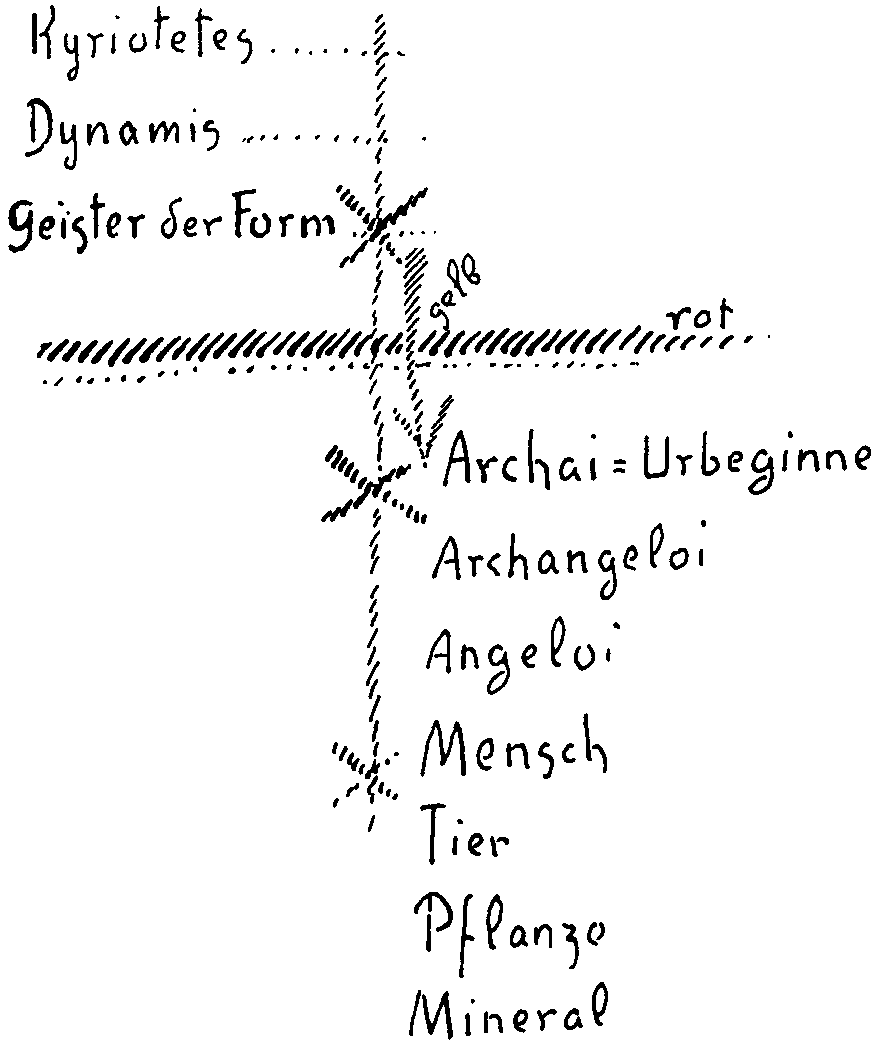 Kyriotetes
Dynamis
Geister der Form
gelb
rot
Archai = Urbeginne
Archangeloi
Angeloi
Mensch
Tier
Pflanze
Mineral